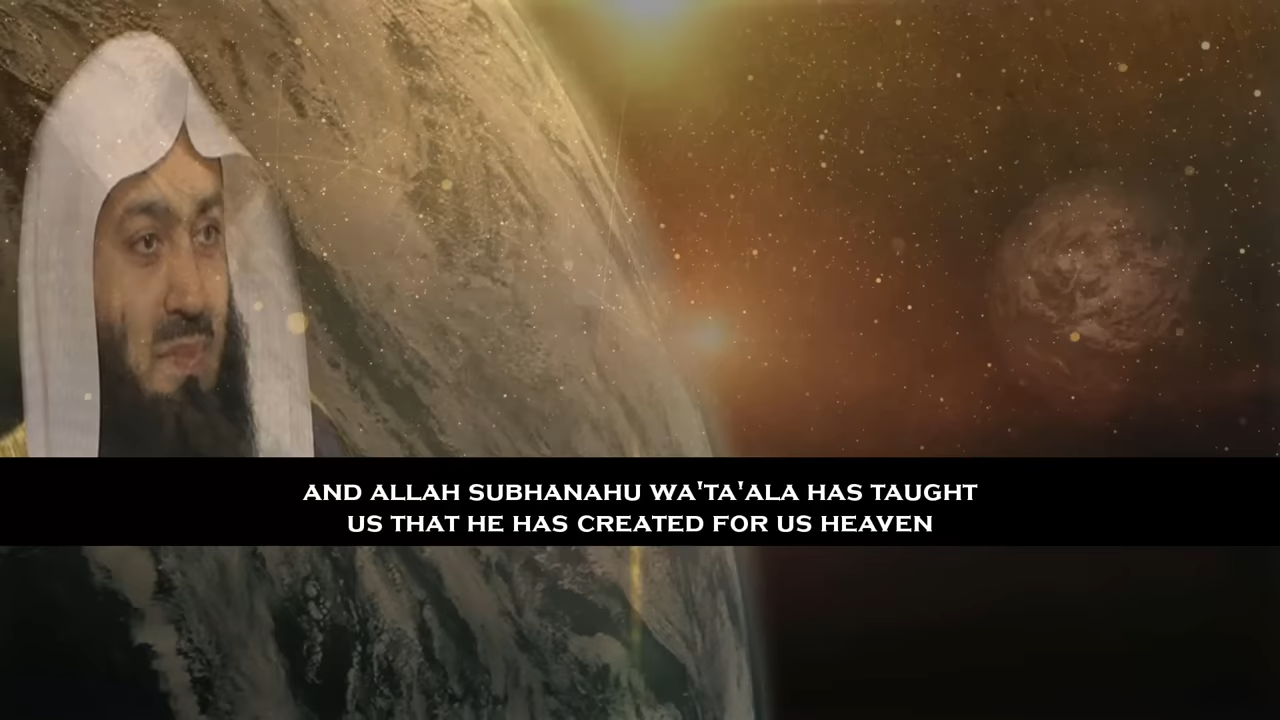 AND ALLAH SUBHANAHU WA'TA'ALA HAS TAUGHT
US THAT HE HAS CREATED FOR US HEAVEN